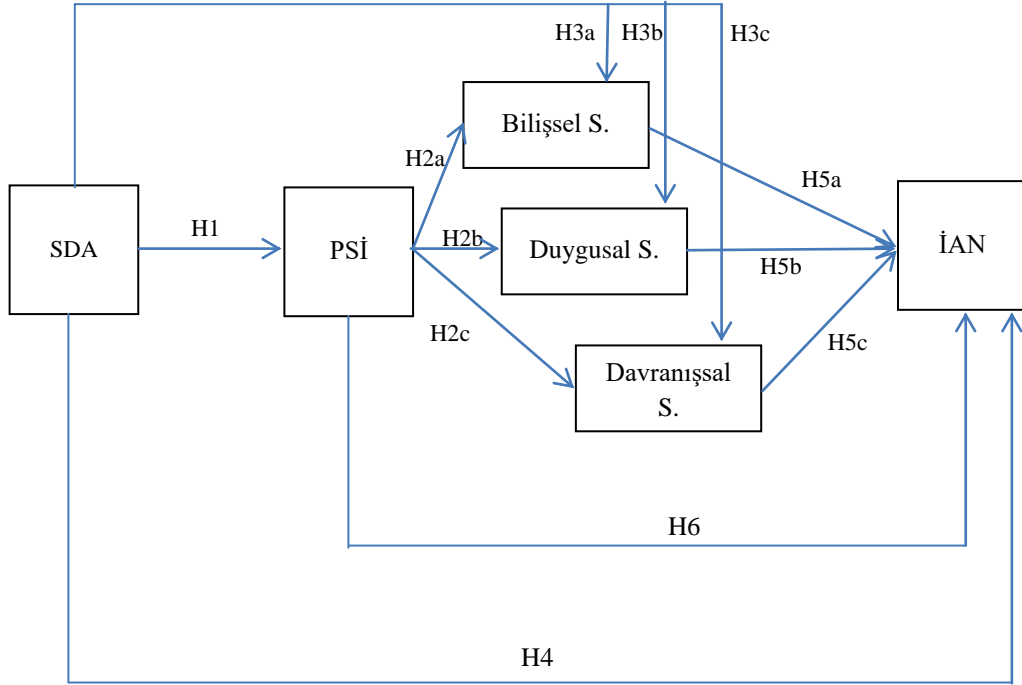 H3a
H3b
H3c
Bilişsel S.
H2a
H5a
SDA
H1
PSİ
H2b
Duygusal S.
H5b
İAN
H2c
H5c
Davranışsal
S.
H6
H4